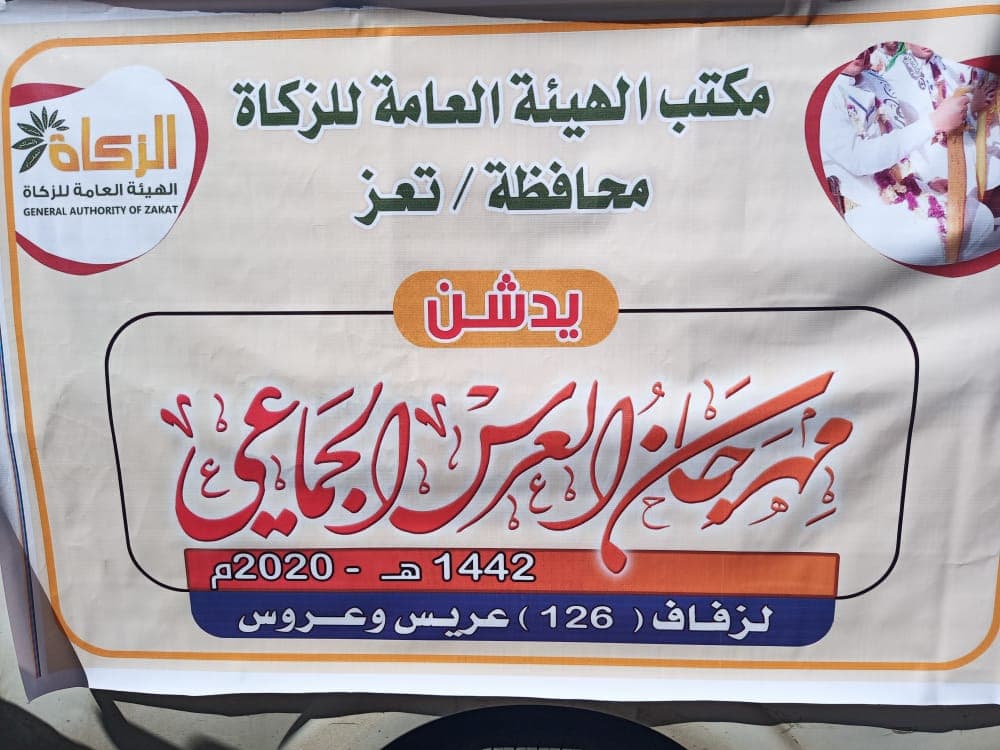 مكتب الهيئة العامة للزكاة
محافظة / تعز
الزكاة
الهيئة العامة للزكاة
GENERAL AUTHORITY OF ZAKAT
يدشن
مهرجان العرس الجماعي
1442 هـ - 2020م
لزفاف ( 126 ) عريس وعروس